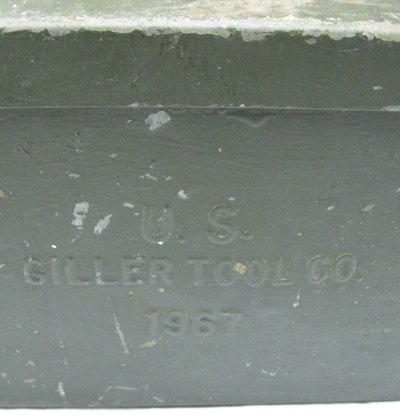 U. S.
GILLER TOOL CO.
1967